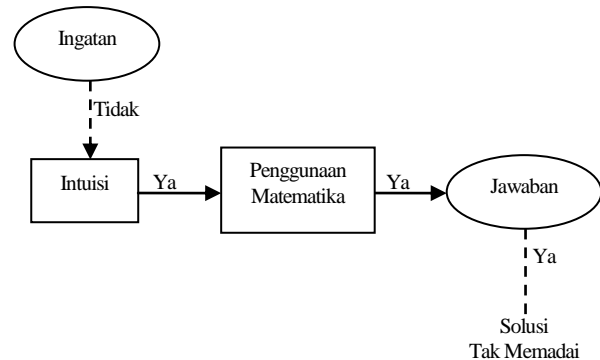 Ingatan
Tidak
Intuisi
Ya
Penggunaan
Matematika
Ya
Jawaban
Ya
Solusi
Tak Memadai